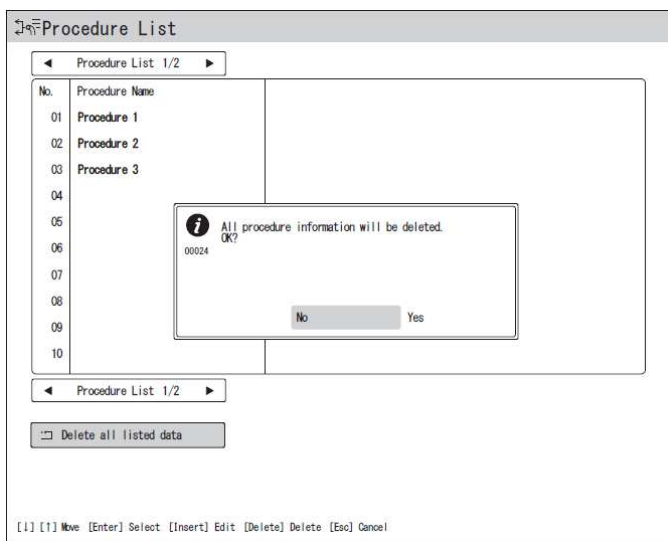 Procedure List
◀ Procedure List 1/2 ▶
No. Procedure Name
01 Procedure 1
02 Procedure 2
03 Procedure 3
04
05
06
07
08
09
10
i All procedure information will be deleted.
00024 OK?
No Yes
◀ Procedure List 1/2 ▶
Delete all listed data
[↓] [↑] Move [Enter] Select [Insert] Edit [Delete] Delete [Esc] Cancel